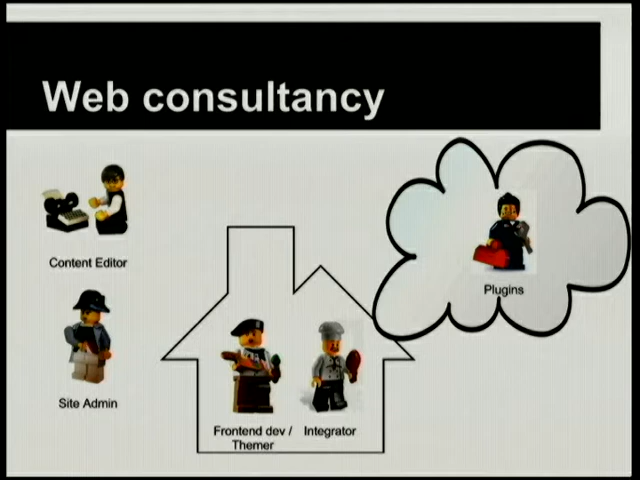 Web consultancy
Content Editor
Plugins
Site Admin
Frontend dev /
Themer
Integrator